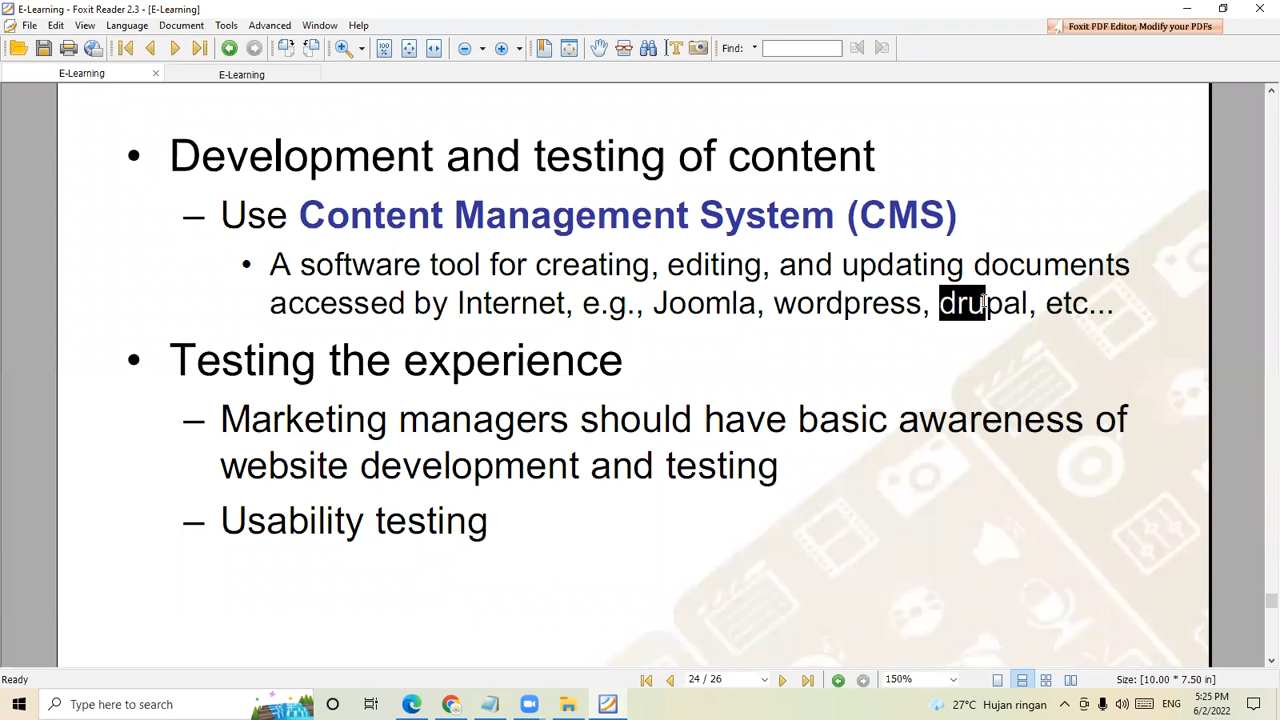 E-Learning - Foxit Reader 2.3 - [E-Learning]
File Edit View Language Document Tools Advanced Window Help
Foxit PDF Editor, Modify your PDFs
Find:
E-Learning
E-Learning
• Development and testing of content
– Use Content Management System (CMS)
• A software tool for creating, editing, and updating documents
accessed by Internet, e.g., Joomla, wordpress, drupal, etc...
• Testing the experience
– Marketing managers should have basic awareness of
website development and testing
– Usability testing
Ready
24 / 26
150%
Size: [10.00 * 7.50 in]
Type here to search
27°C Hujan ringan
ENG
5:25 PM
6/2/2022